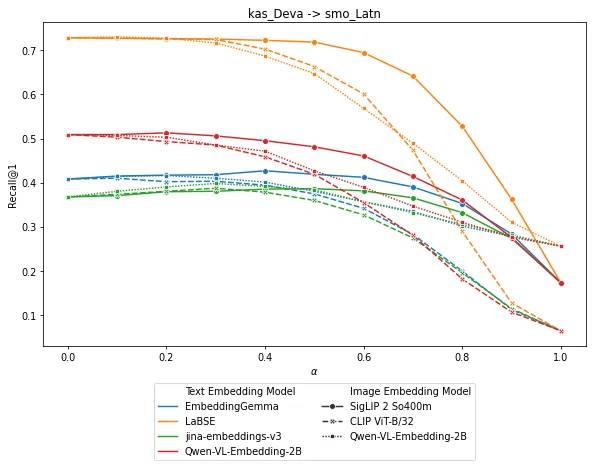 kas_Deva -> smo_Latn
Recall@1
0.7
0.6
0.5
0.4
0.3
0.2
0.1
0.0 0.2 0.4 0.6 0.8 1.0
α
Text Embedding Model Image Embedding Model
EmbeddingGemma SigLIP 2 So400m
LaBSE CLIP ViT-B/32
jina-embeddings-v3 Qwen-VL-Embedding-2B
Qwen-VL-Embedding-2B